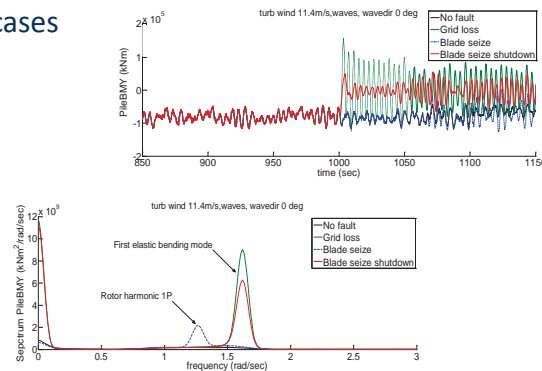 cases
turb wind 11.4m/s,waves, wavedir 0 deg
x 10^5
PileBMY (kNm)
2
1
0
-1
-2
850 900 950 1000 1050 1100 1150
time (sec)
No fault
Grid loss
Blade seize
Blade seize shutdown
turb wind 11.4m/s,waves, wavedir 0 deg
x 10^9
Sepctrum PileBMY (kNm^2/rad/sec)
12
10
8
6
4
2
0
0 0.5 1 1.5 2 2.5 3
frequency (rad/sec)
First elastic bending mode
Rotor harmonic 1P
No fault
Grid loss
Blade seize
Blade seize shutdown